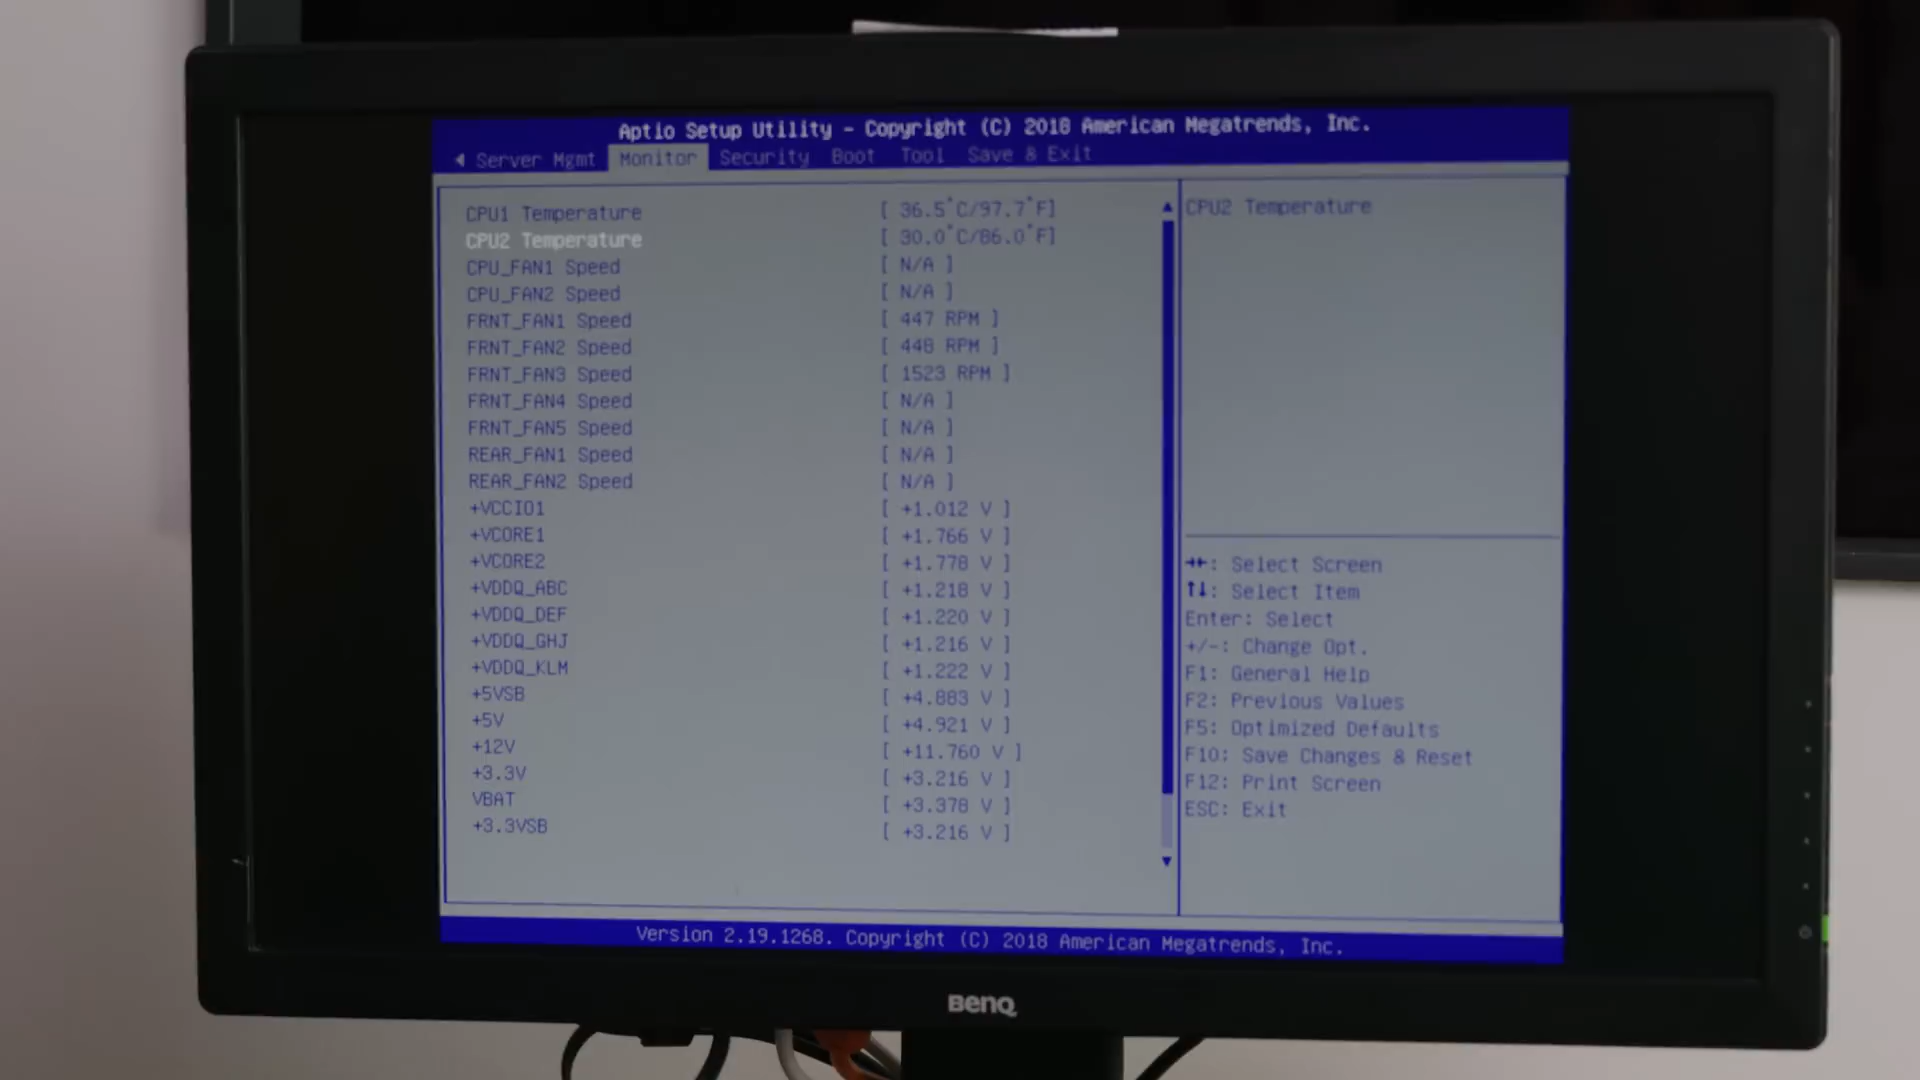 Aptio Setup Utility - Copyright (C) 2018 American Megatrends, Inc.
Server Mgmt Monitor Security Boot Tool Save & Exit
CPU1 Temperature [ 36.5°C/97.7°F]
CPU2 Temperature [ 30.0°C/86.0°F]
CPU_FAN1 Speed [ N/A ]
CPU_FAN2 Speed [ N/A ]
FRNT_FAN1 Speed [ 447 RPM ]
FRNT_FAN2 Speed [ 448 RPM ]
FRNT_FAN3 Speed [ 1523 RPM ]
FRNT_FAN4 Speed [ N/A ]
FRNT_FAN5 Speed [ N/A ]
REAR_FAN1 Speed [ N/A ]
REAR_FAN2 Speed [ N/A ]
+VCCIO1 [ +1.012 V ]
+VCORE1 [ +1.766 V ]
+VCORE2 [ +1.778 V ]
+VDDQ_ABC [ +1.218 V ]
+VDDQ_DEF [ +1.220 V ]
+VDDQ_GHJ [ +1.216 V ]
+VDDQ_KLM [ +1.222 V ]
+5VSB [ +4.883 V ]
+5V [ +4.921 V ]
+12V [ +11.760 V ]
+3.3V [ +3.216 V ]
VBAT [ +3.378 V ]
+3.3VSB [ +3.216 V ]
CPU2 Temperature
→←: Select Screen
↑↓: Select Item
Enter: Select
+/-: Change Opt.
F1: General Help
F2: Previous Values
F5: Optimized Defaults
F10: Save Changes & Reset
F12: Print Screen
ESC: Exit
Version 2.19.1268. Copyright (C) 2018 American Megatrends, Inc.
BenQ